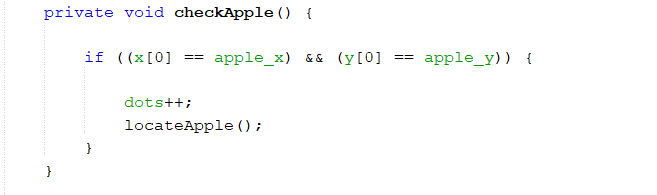 private void checkApple() {
if ((x[0] == apple_x) && (y[0] == apple_y)) {
dots++;
locateApple();
}
}